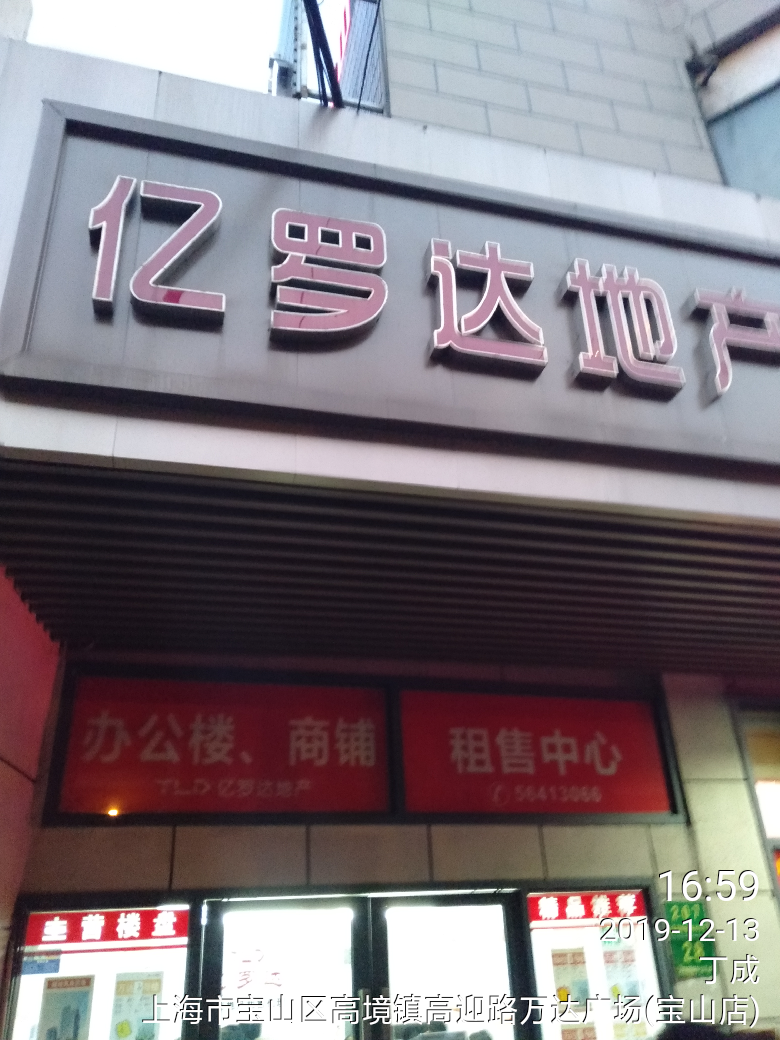 亿罗达地产
办公楼、商铺 租售中心
YLD 亿罗达地产 56413066
主营楼盘 精品推荐
16:59
2019-12-13
丁成
上海市宝山区高境镇高迎路万达广场(宝山店)